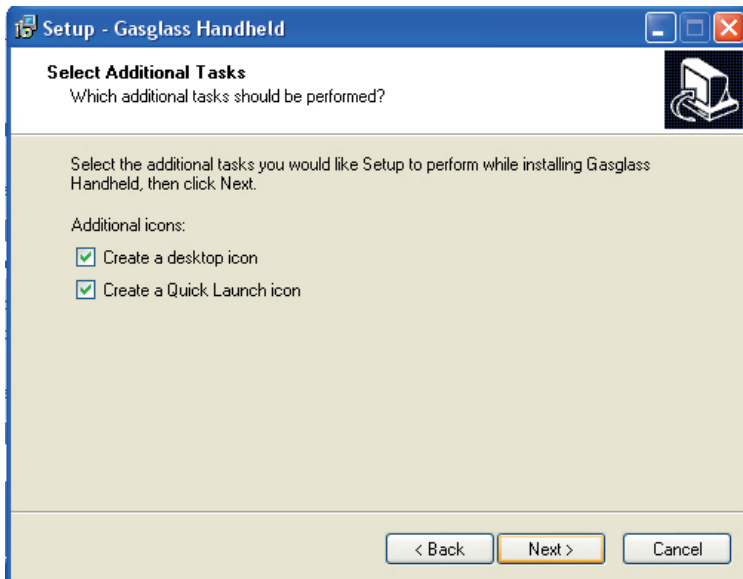 Setup - Gasglass Handheld
Select Additional Tasks
Which additional tasks should be performed?
Select the additional tasks you would like Setup to perform while installing Gasglass
Handheld, then click Next.
Additional icons:
Create a desktop icon
Create a Quick Launch icon
< Back Next > Cancel